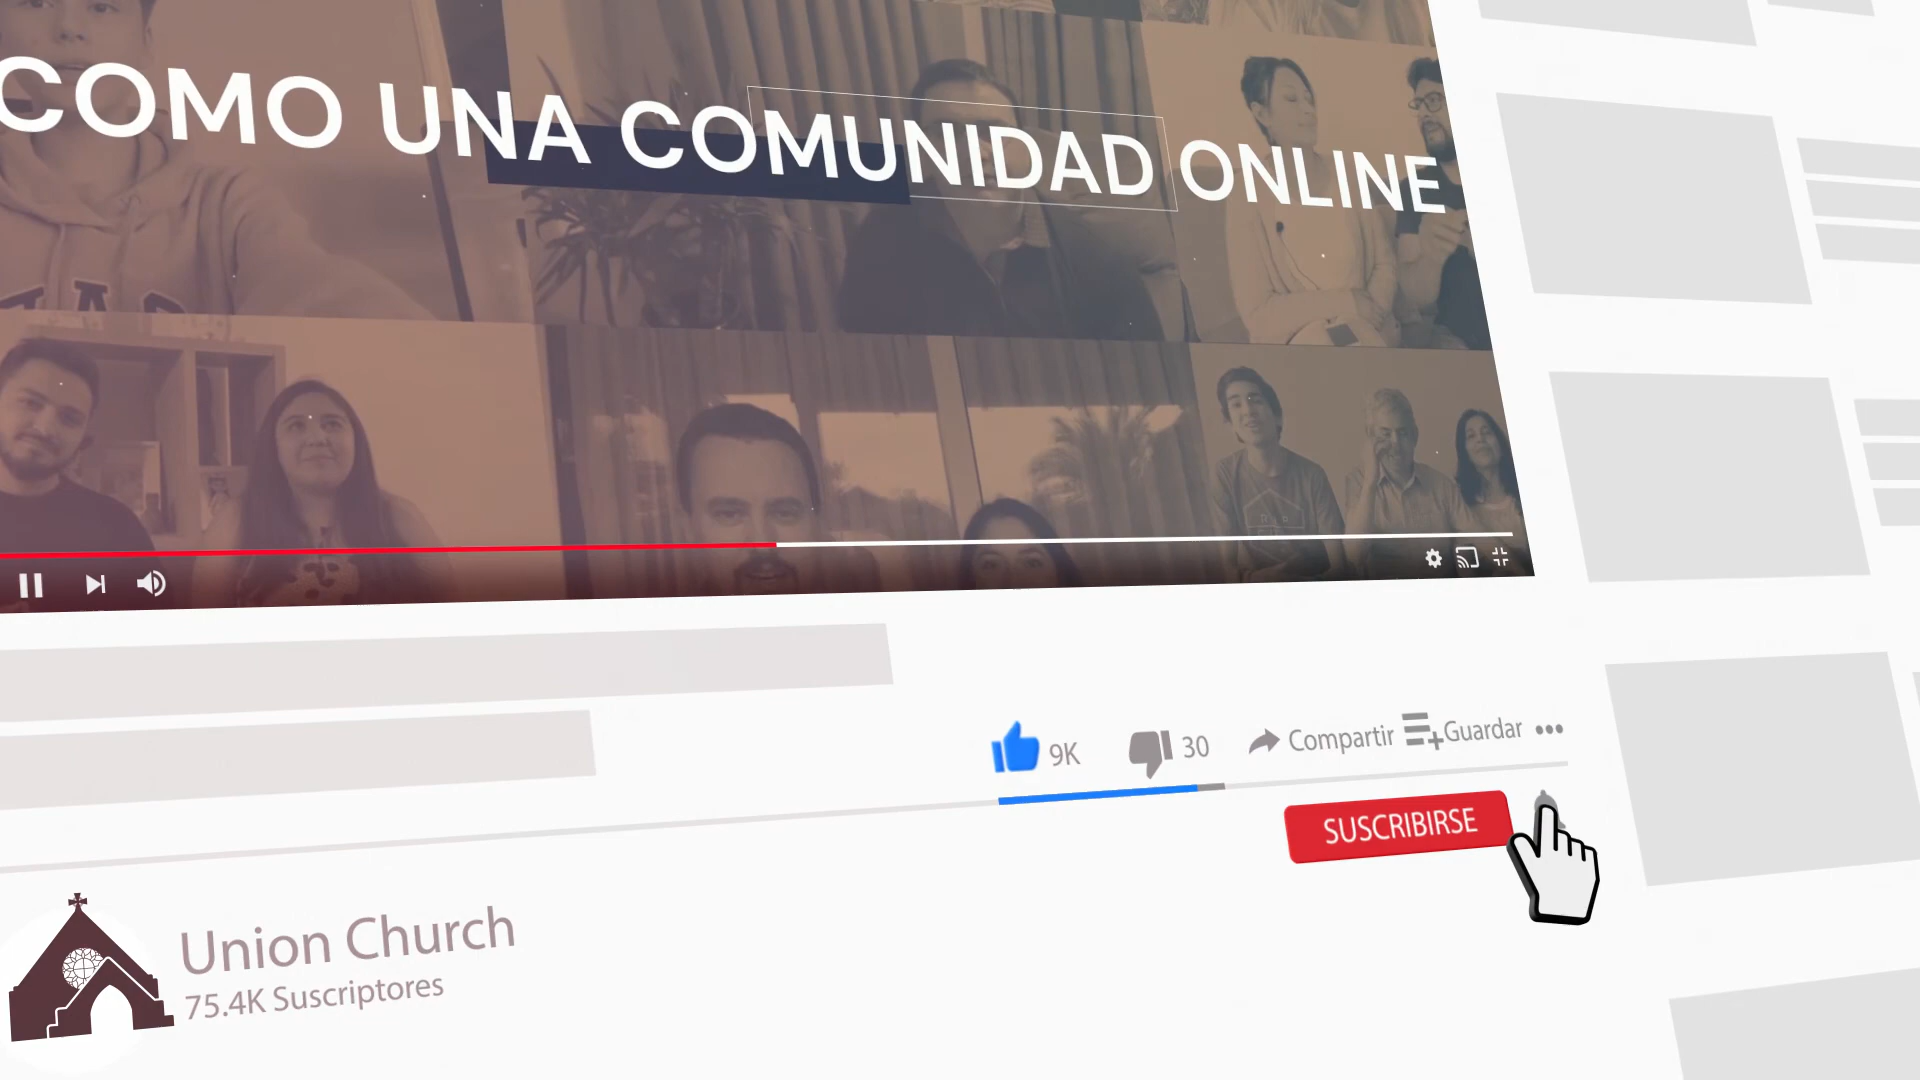 COMO UNA COMUNIDAD ONLINE
9K
30
Compartir
Guardar
SUSCRIBIRSE
Union Church
75.4K Suscriptores